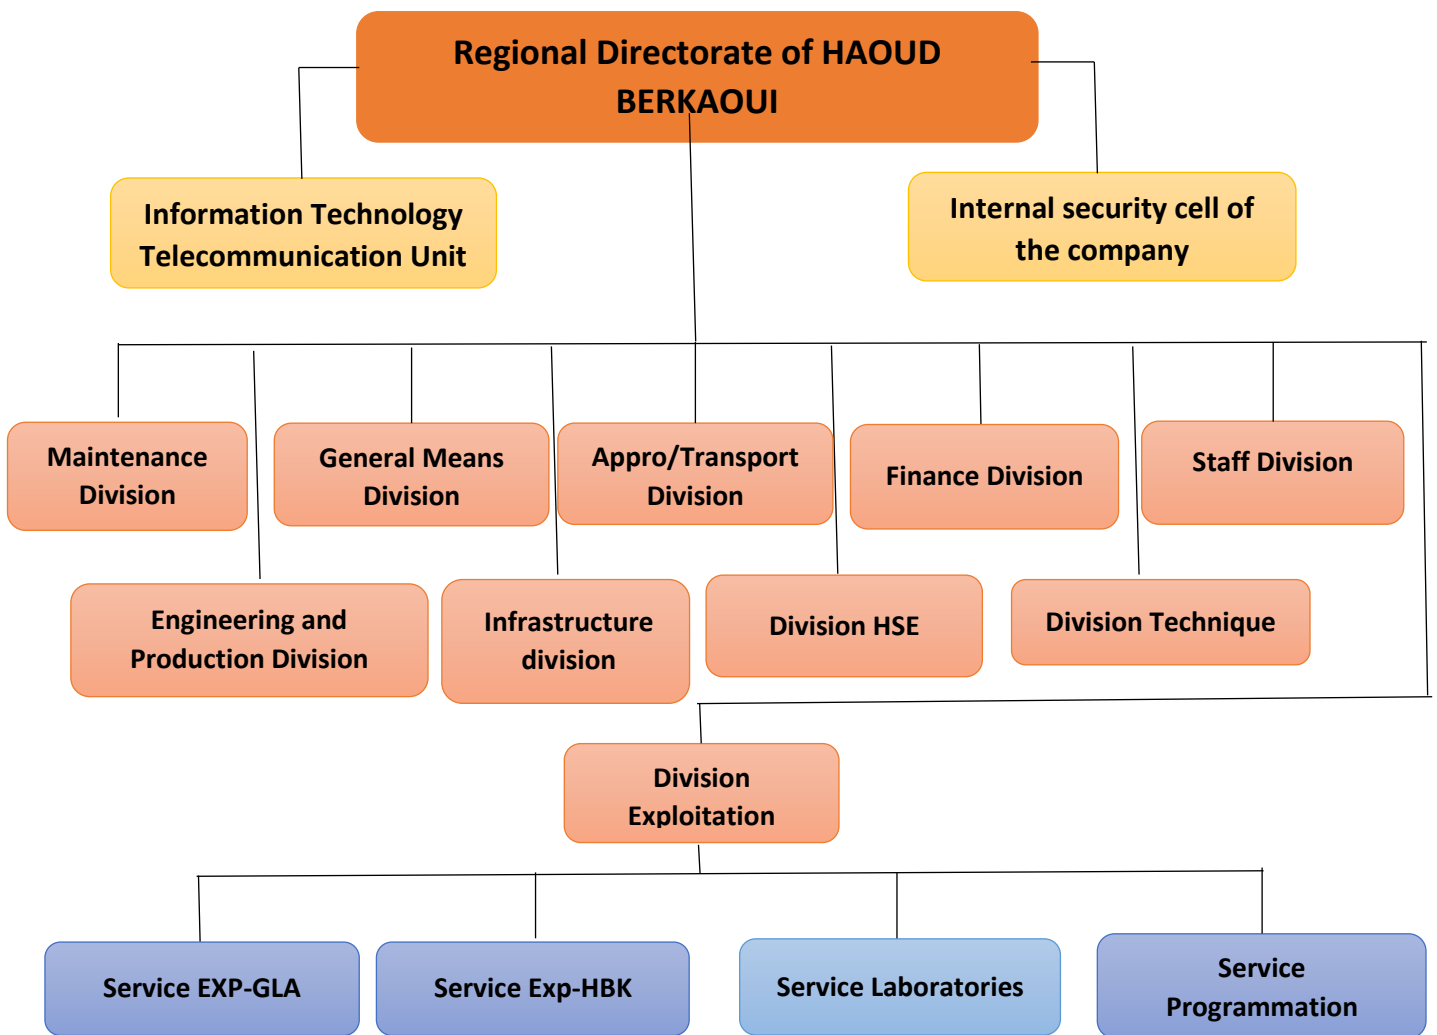 Regional Directorate of HAOUD
BERKAOUI
Information Technology
Telecommunication Unit
Internal security cell of
the company
Maintenance
Division
General Means
Division
Appro/Transport
Division
Finance Division
Staff Division
Engineering and
Production Division
Infrastructure
division
Division HSE
Division Technique
Division
Exploitation
Service EXP-GLA
Service Exp-HBK
Service Laboratories
Service
Programmation